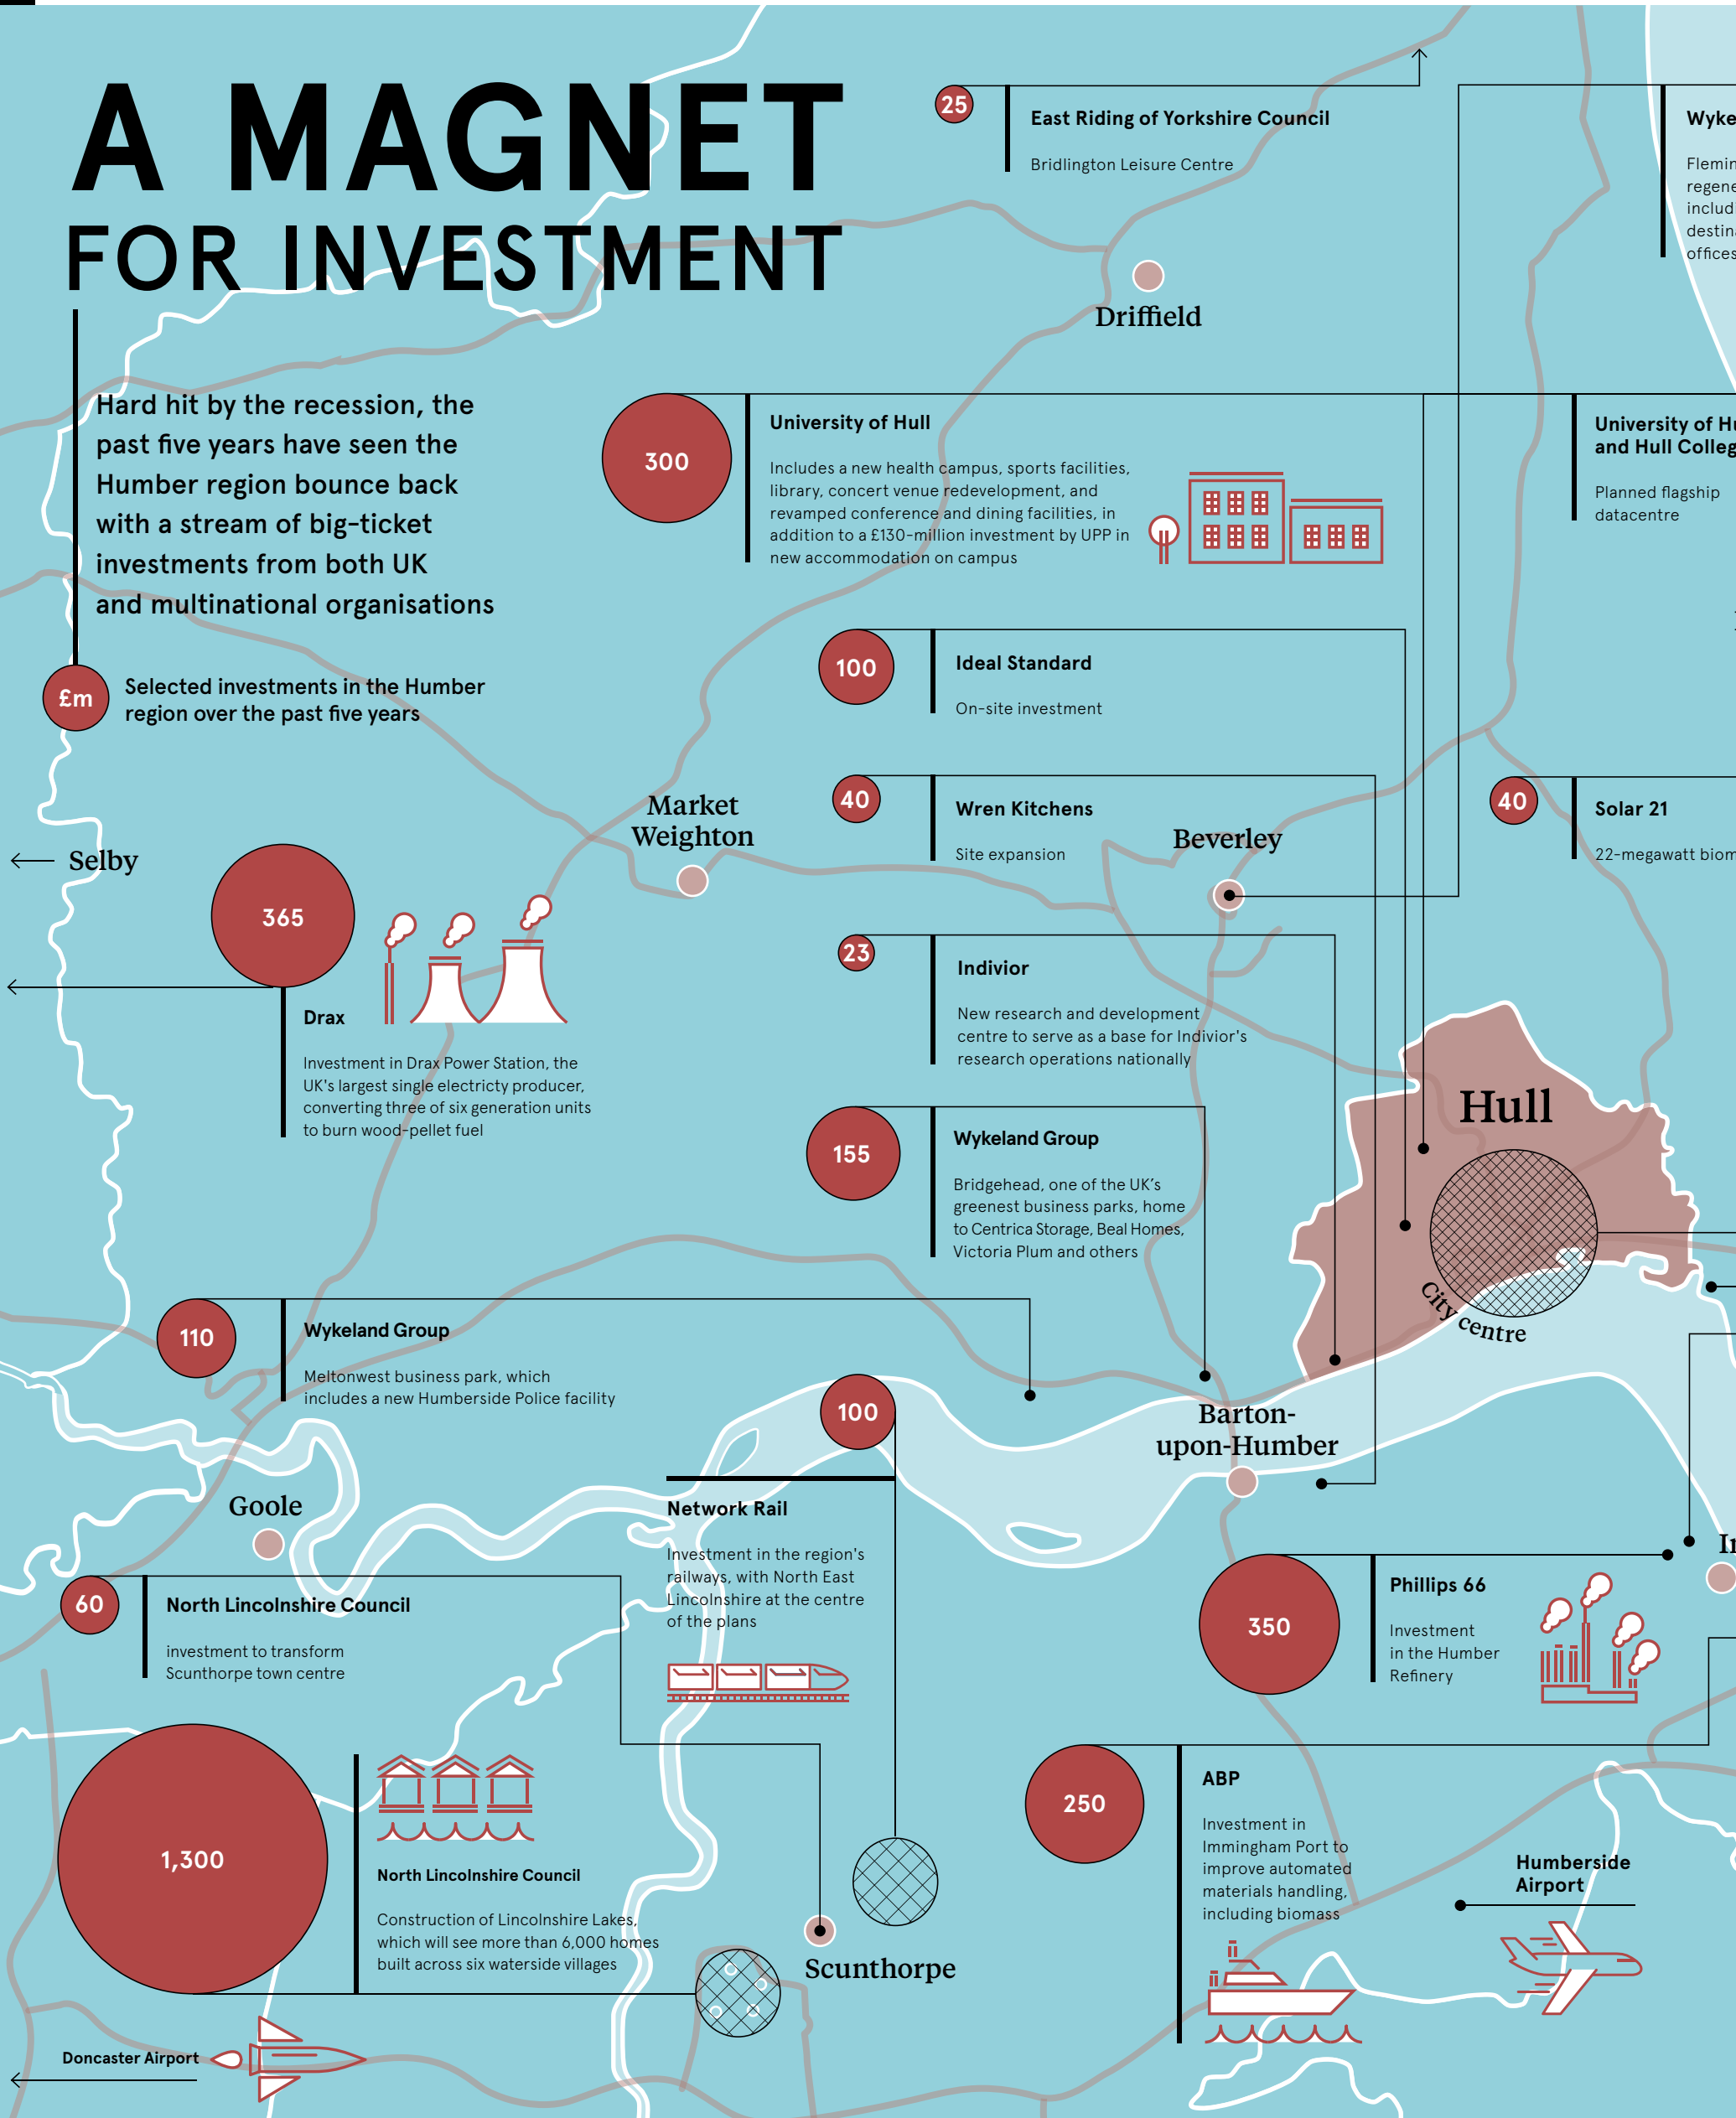 A MAGNET
FOR INVESTMENT
Hard hit by the recession, the
past five years have seen the
Humber region bounce back
with a stream of big-ticket
investments from both UK
and multinational organisations
£m
Selected investments in the Humber
region over the past five years
25
East Riding of Yorkshire Council
Bridlington Leisure Centre
Driffield
300
University of Hull
Includes a new health campus, sports facilities,
library, concert venue redevelopment, and
revamped conference and dining facilities, in
addition to a £130-million investment by UPP in
new accommodation on campus
and Hull
Planned flagship
datacentre
100
Ideal Standard
On-site investment
40
Wren Kitchens
Site expansion
Market
Weighton
Beverley
40
Solar 21
22-megawatt
Selby
365
Drax
Investment in Drax Power Station, the
UK's largest single electricty producer,
converting three of six generation units
to burn wood-pellet fuel
23
Indivior
New research and development
centre to serve as a base for Indivior's
research operations nationally
Hull
City centre
155
Wykeland Group
Bridgehead, one of the UK’s
greenest business parks, home
to Centrica Storage, Beal Homes,
Victoria Plum and others
110
Wykeland Group
Meltonwest business park, which
includes a new Humberside Police facility
100
Network Rail
Investment in the region's
railways, with North East
Lincolnshire at the centre
of the plans
Barton-
upon-Humber
Goole
60
North Lincolnshire Council
investment to transform
Scunthorpe town centre
350
Phillips 66
Investment
in the Humber
Refinery
1,300
North Lincolnshire Council
Construction of Lincolnshire Lakes,
which will see more than 6,000 homes
built across six waterside villages
Scunthorpe
250
ABP
Investment in
Immingham Port to
improve automated
materials handling,
including biomass
Humberside
Airport
Doncaster Airport